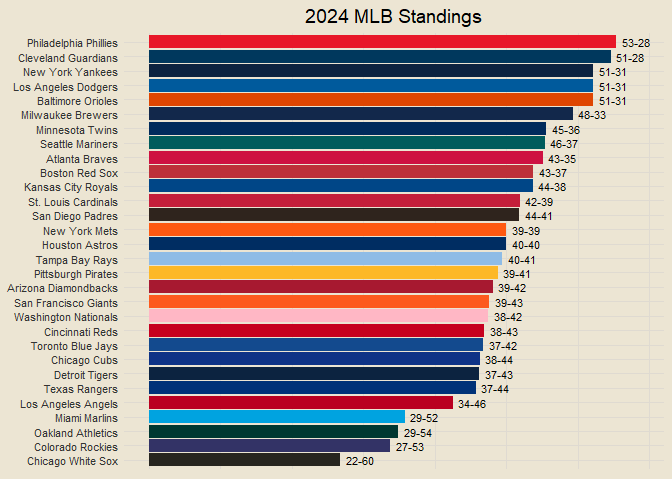 2024 MLB Standings
Philadelphia Phillies 53-28
Cleveland Guardians 51-28
New York Yankees 51-31
Los Angeles Dodgers 51-31
Baltimore Orioles 51-31
Milwaukee Brewers 48-33
Minnesota Twins 45-36
Seattle Mariners 46-37
Atlanta Braves 43-35
Boston Red Sox 43-37
Kansas City Royals 44-38
St. Louis Cardinals 42-39
San Diego Padres 44-41
New York Mets 39-39
Houston Astros 40-40
Tampa Bay Rays 40-41
Pittsburgh Pirates 39-41
Arizona Diamondbacks 39-42
San Francisco Giants 39-43
Washington Nationals 38-42
Cincinnati Reds 38-43
Toronto Blue Jays 37-42
Chicago Cubs 38-44
Detroit Tigers 37-43
Texas Rangers 37-44
Los Angeles Angels 34-46
Miami Marlins 29-52
Oakland Athletics 29-54
Colorado Rockies 27-53
Chicago White Sox 22-60